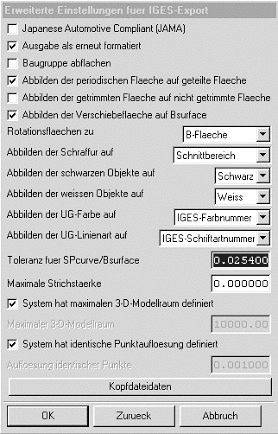 Erweiterte Einstellungen fuer IGES-Export
Japanese Automotive Compliant (JAMA)
Ausgabe als erneut formatiert
Baugruppe abflachen
Abbilden der periodischen Flaeche auf geteilte Flaeche
Abbilden der getrimmten Flaeche auf nicht getrimmte Flaeche
Abbilden der Verschiebeflaeche auf Bsurface
Rotationsflaechen zu B-Flaeche
Abbilden der Schraffur auf Schnittbereich
Abbilden der schwarzen Objekte auf Schwarz
Abbilden der weissen Objekte auf Weiss
Abbilden der UG-Farbe auf IGES-Farbnummer
Abbilden der UG-Linienart auf IGES-Schriftartnummer
Toleranz fuer SPcurve/Bsurface 0.025400
Maximale Strichstaerke 0.000000
System hat maximalen 3-D-Modellraum definiert
Maximaler 3-D-Modellraum 10000.00
System hat identische Punktaufloesung definiert
Aufloesung identischer Punkte 0.001000
Kopfdateidaten
OK Zurueck Abbruch